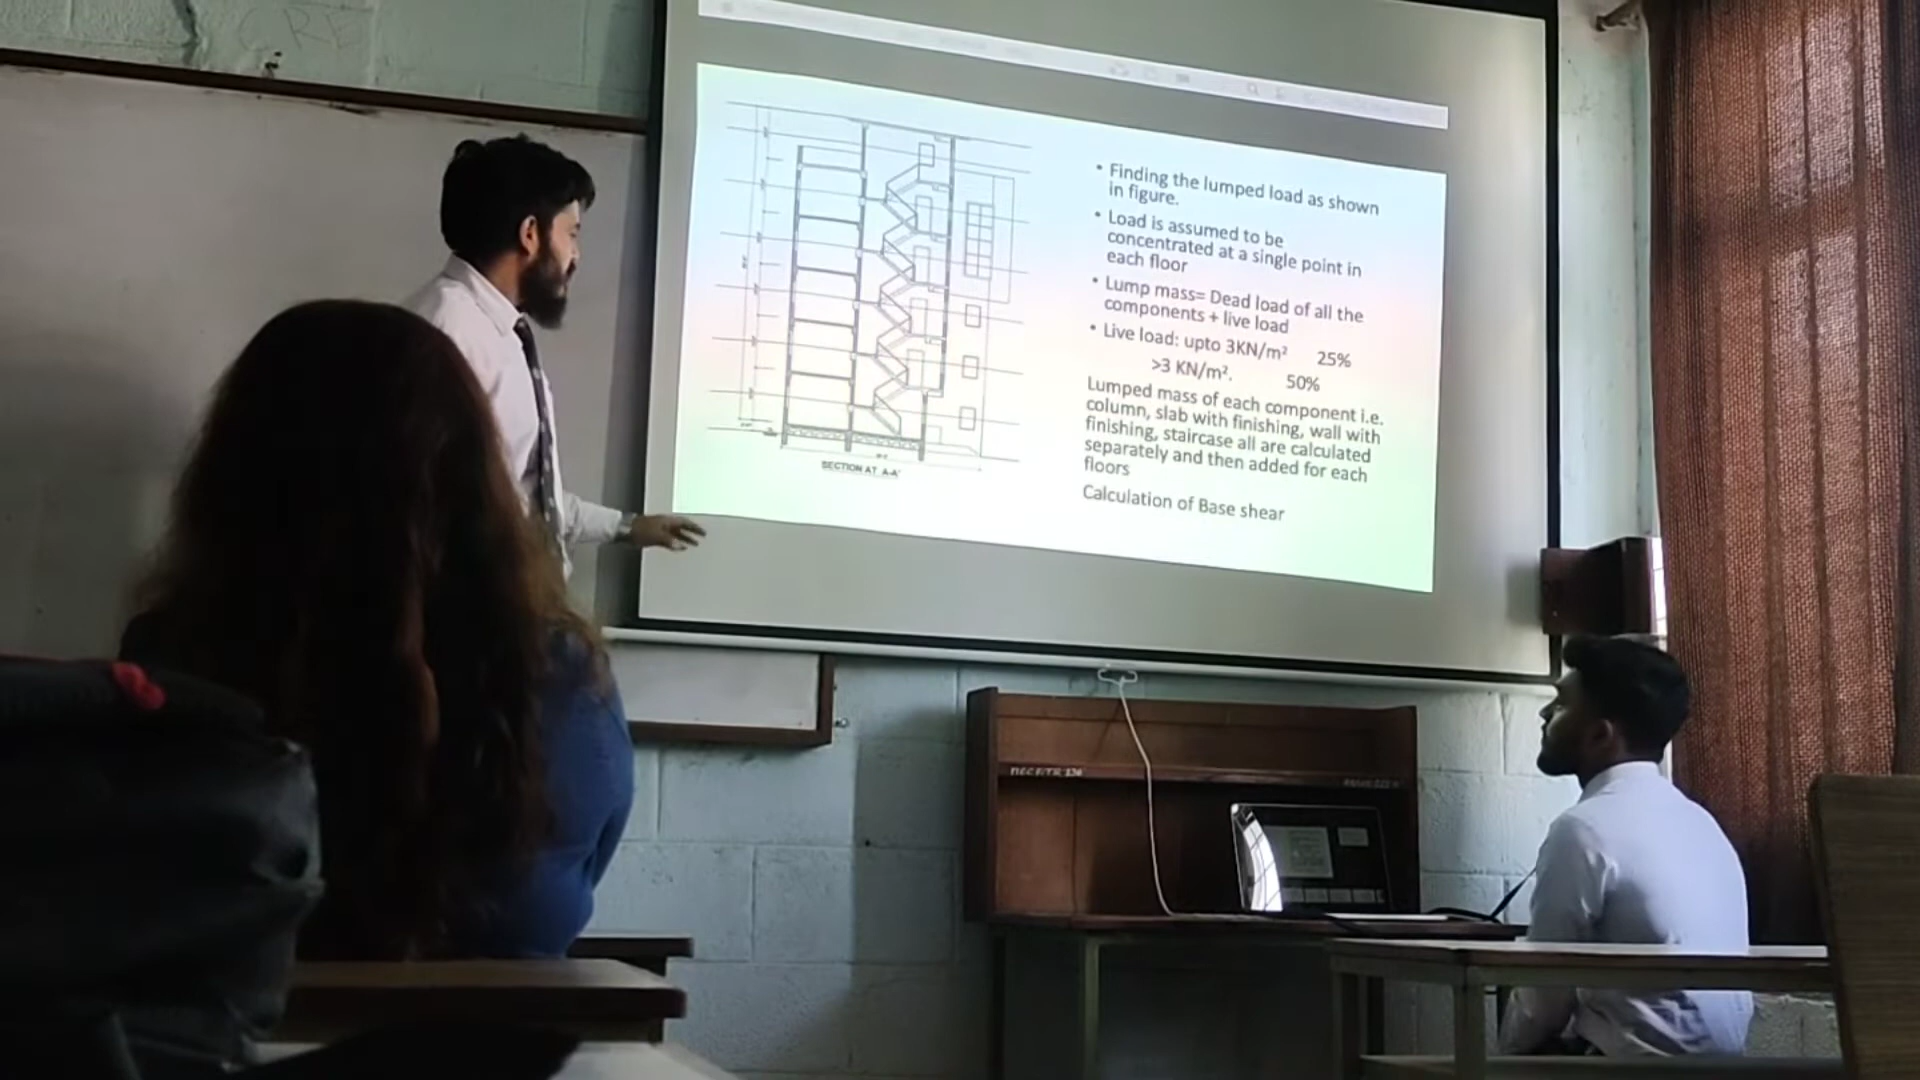 CRE
• Finding the lumped load as shown
in figure.
• Load is assumed to be
concentrated at a single point in
each floor
• Lump mass= Dead load of all the
components + live load
• Live load: upto 3KN/m² 25%
>3 KN/m². 50%
Lumped mass of each component i.e.
column, slab with finishing, wall with
finishing, staircase all are calculated
separately and then added for each
floors
Calculation of Base shear
SECTION AT A-A'